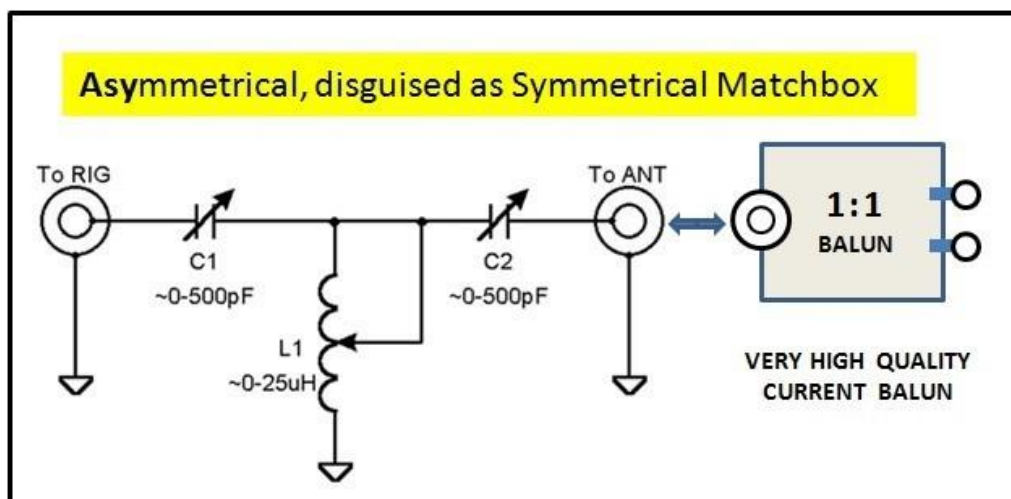 Asymmetrical, disguised as Symmetrical Matchbox
To RIG
To ANT
1:1
BALUN
C1
~0-500pF
C2
~0-500pF
L1
~0-25uH
VERY HIGH QUALITY
CURRENT BALUN